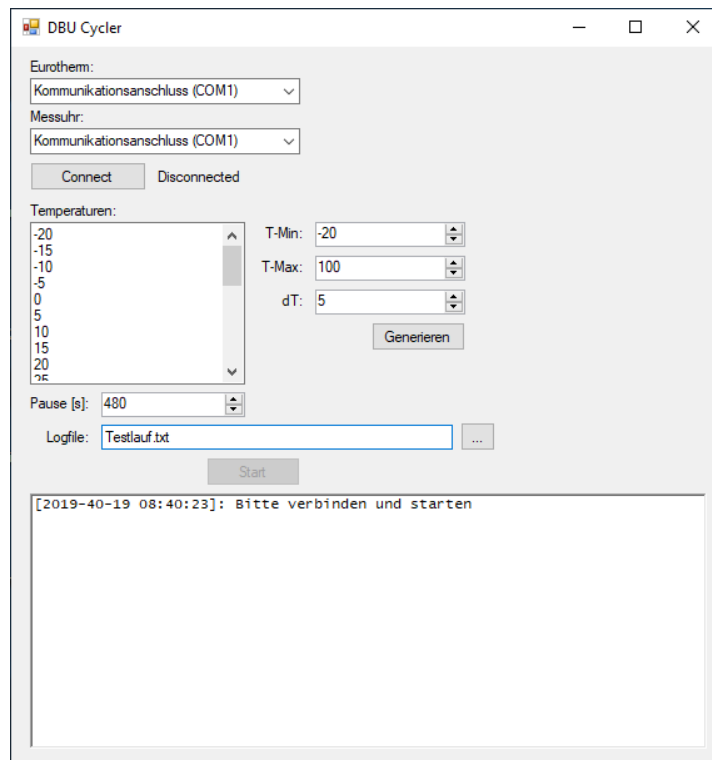 DBU Cycler
Eurotherm:
Kommunikationsanschluss (COM1)
Messuhr:
Kommunikationsanschluss (COM1)
Connect Disconnected
Temperaturen:
-20
-15
-10
-5
0
5
10
15
20
25
T-Min: -20
T-Max: 100
dT: 5
Generieren
Pause [s]: 480
Logfile: Testlauf.txt ...
Start
[2019-40-19 08:40:23]: Bitte verbinden und starten